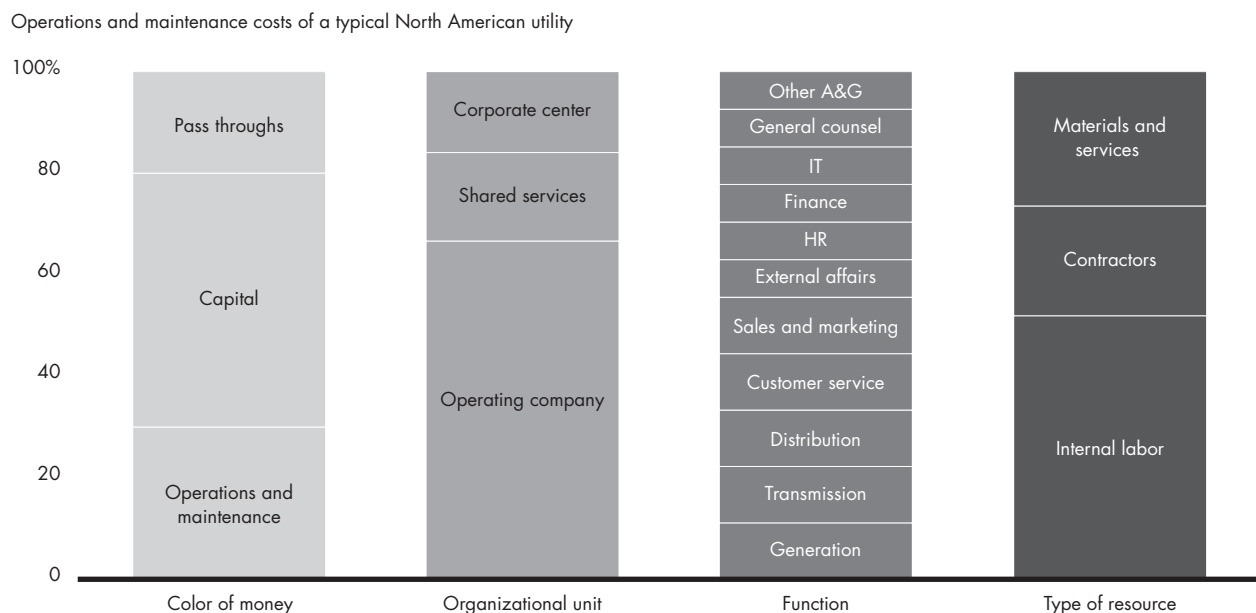 Operations and maintenance costs of a typical North American utility
100%
80
60
40
20
0
Pass throughs
Capital
Operations and
maintenance
Corporate center
Shared services
Operating company
Other A&G
General counsel
IT
Finance
HR
External affairs
Sales and marketing
Customer service
Distribution
Transmission
Generation
Materials and
services
Contractors
Internal labor
Color of money
Organizational unit
Function
Type of resource